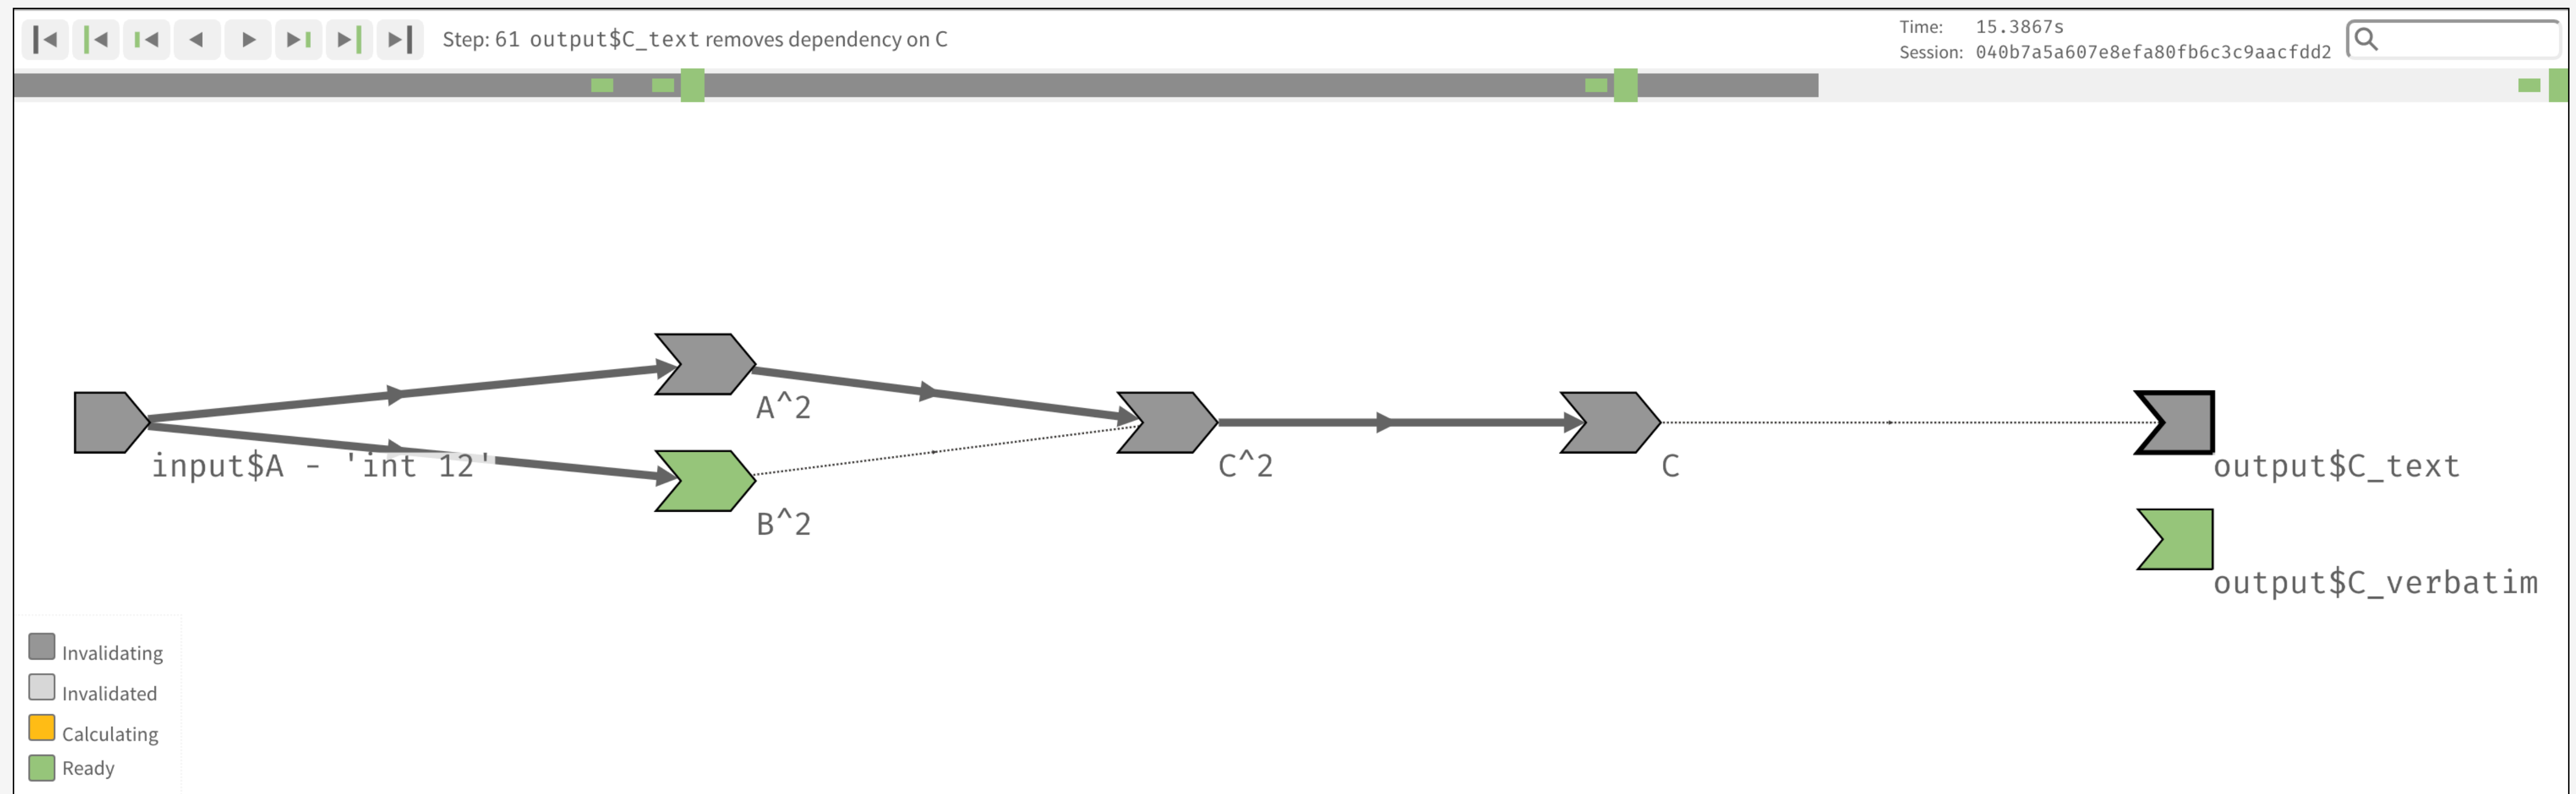 Step: 61 output$C_text removes dependency on C
Time: 15.3867s
Session: 040b7a5a607e8efa80fb6c3c9aacfdd2
A^2
input$A - 'int 12'
C^2
C
output$C_text
B^2
output$C_verbatim
Invalidating
Invalidated
Calculating
Ready